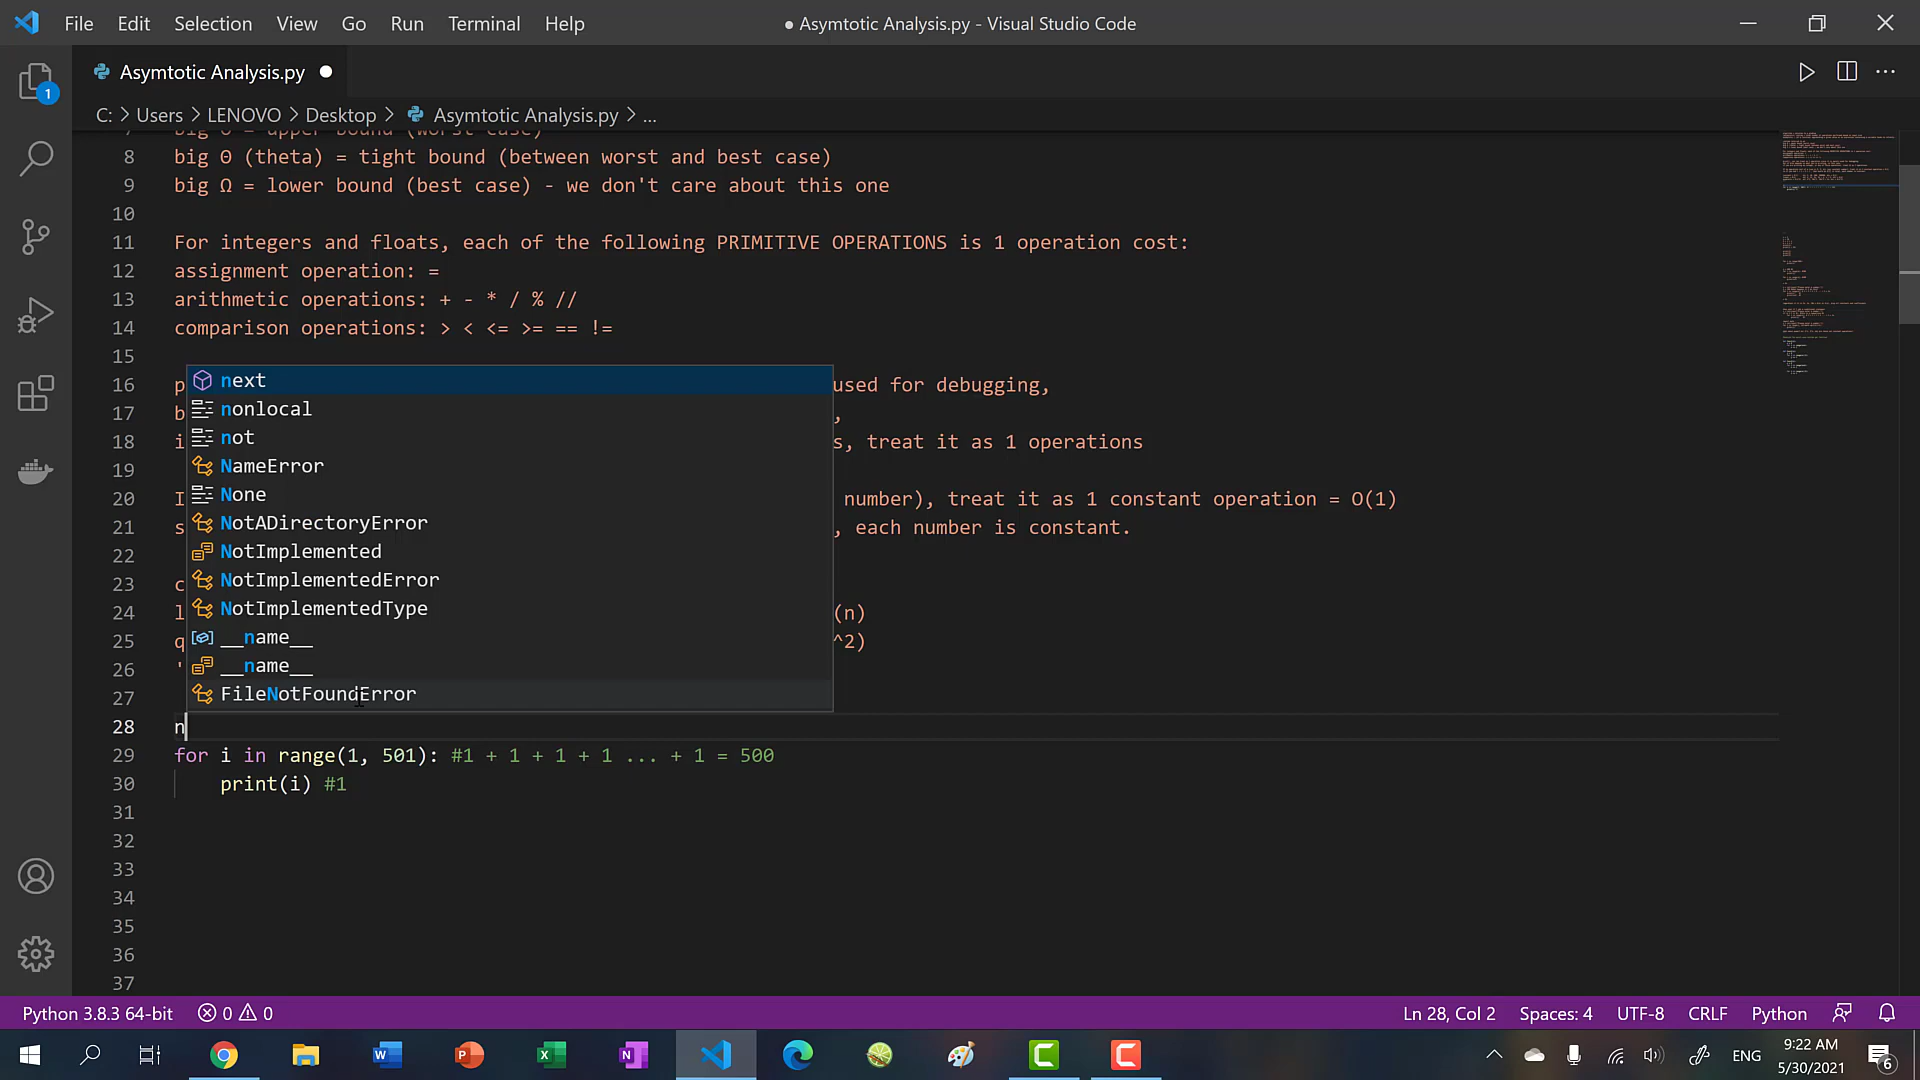 File Edit Selection View Go Run Terminal Help
● Asymtotic Analysis.py - Visual Studio Code
Asymtotic Analysis.py ●
1
C: > Users > LENOVO > Desktop > Asymtotic Analysis.py > ...
big O = upper bound (worst case)
8 big Θ (theta) = tight bound (between worst and best case)
9 big Ω = lower bound (best case) - we don't care about this one
10
11 For integers and floats, each of the following PRIMITIVE OPERATIONS is 1 operation cost:
12 assignment operation: =
13 arithmetic operations: + - * / % //
14 comparison operations: > < <= >= == !=
15
16 p used for debugging,
17 b ,
18 i s, treat it as 1 operations
19
20 I number), treat it as 1 constant operation = O(1)
21 s , each number is constant.
22
23 c
24 l (n)
25 q ^2)
26 '
27
next
nonlocal
not
NameError
None
NotADirectoryError
NotImplemented
NotImplementedError
NotImplementedType
__name__
__name__
FileNotFoundError
28 n
29 for i in range(1, 501): #1 + 1 + 1 + 1 ... + 1 = 500
30 print(i) #1
31
32
33
34
35
36
37
Python 3.8.3 64-bit 0 0 Ln 28, Col 2 Spaces: 4 UTF-8 CRLF Python
ENG 9:22 AM
5/30/2021 6